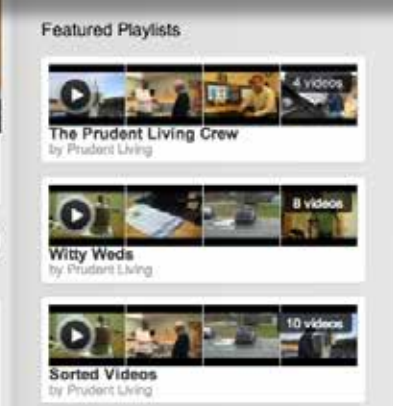 Featured Playlists
4 videos
The Prudent Living Crew
by Prudent Living
8 videos
Witty Weds
by Prudent Living
10 videos
Sorted Videos
by Prudent Living